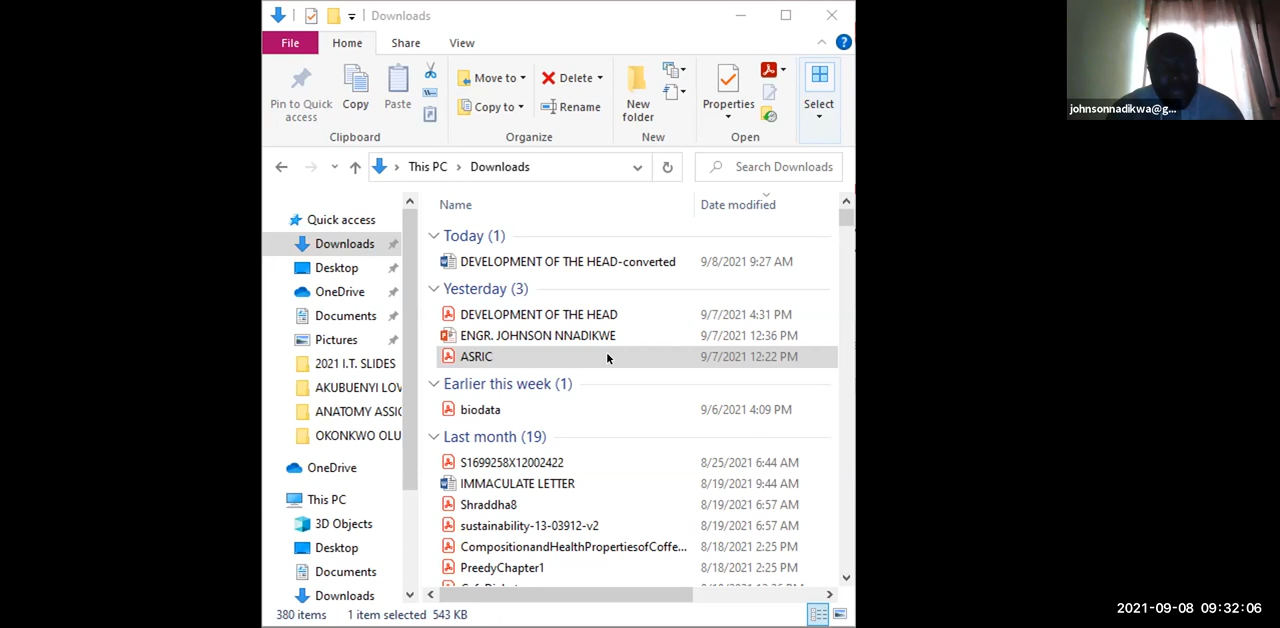 Downloads
File Home Share View
Pin to Quick access
Copy
Paste
Clipboard
Move to
Copy to
Delete
Rename
Organize
New folder
New
Properties
Open
Select
This PC > Downloads
Search Downloads
Quick access
Downloads
Desktop
OneDrive
Documents
Pictures
2021 I.T. SLIDES
AKUBUENYI LOV
ANATOMY ASSIG
OKONKWO OLU
OneDrive
This PC
3D Objects
Desktop
Documents
Downloads
Name Date modified
Today (1)
DEVELOPMENT OF THE HEAD-converted 9/8/2021 9:27 AM
Yesterday (3)
DEVELOPMENT OF THE HEAD 9/7/2021 4:31 PM
ENGR. JOHNSON NNADIKWE 9/7/2021 12:36 PM
ASRIC 9/7/2021 12:22 PM
Earlier this week (1)
biodata 9/6/2021 4:09 PM
Last month (19)
S1699258X12002422 8/25/2021 6:44 AM
IMMACULATE LETTER 8/19/2021 9:44 AM
Shraddha8 8/19/2021 6:57 AM
sustainability-13-03912-v2 8/19/2021 6:57 AM
CompositionandHealthPropertiesofCoffe... 8/18/2021 2:25 PM
PreedyChapter1 8/18/2021 2:25 PM
380 items 1 item selected 543 KB
johnsonnadikwa@g...
2021-09-08 09:32:06